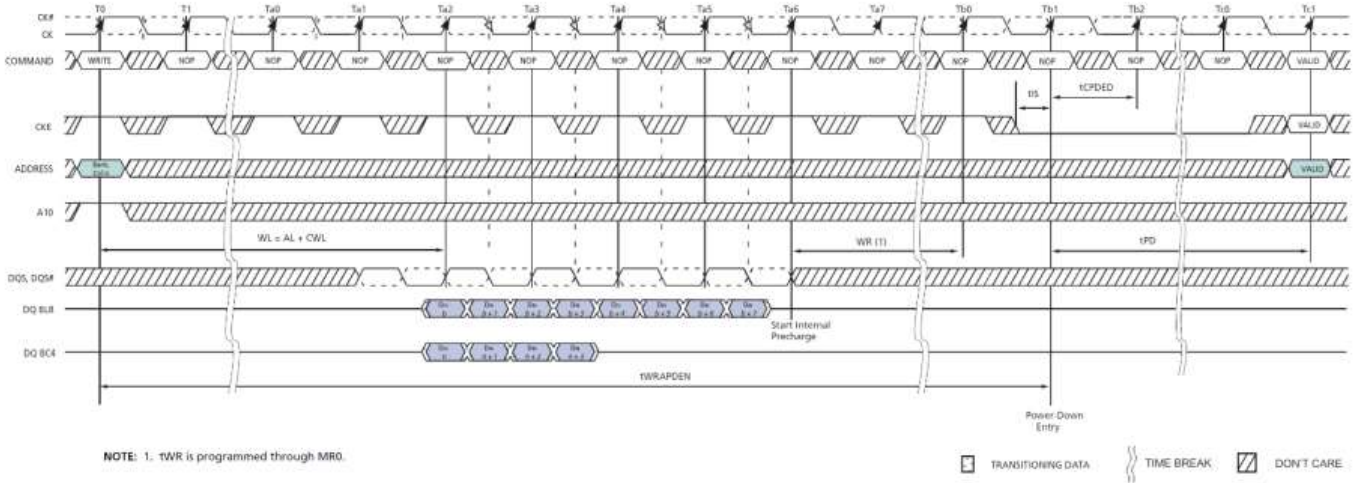 T0 T1 Ta0 Ta1 Ta2 Ta3 Ta4 Ta5 Ta6 Ta7 Tb0 Tb1 Tb2 Tc0 Tc1
CK#
CK
COMMAND WRITE NOP NOP NOP NOP NOP NOP NOP NOP NOP NOP NOP NOP NOP VALID
tIS tCPDED
CKE VALID
ADDRESS VALID
A10
WL = AL + CWL WR (1) tPD
DQS, DQS#
DQ BL8
Start Internal
Precharge
DQ BC4
tWRAPDEN
Power-Down
Entry
NOTE: 1. tWR is programmed through MR0.
TRANSITIONING DATA TIME BREAK DON'T CARE